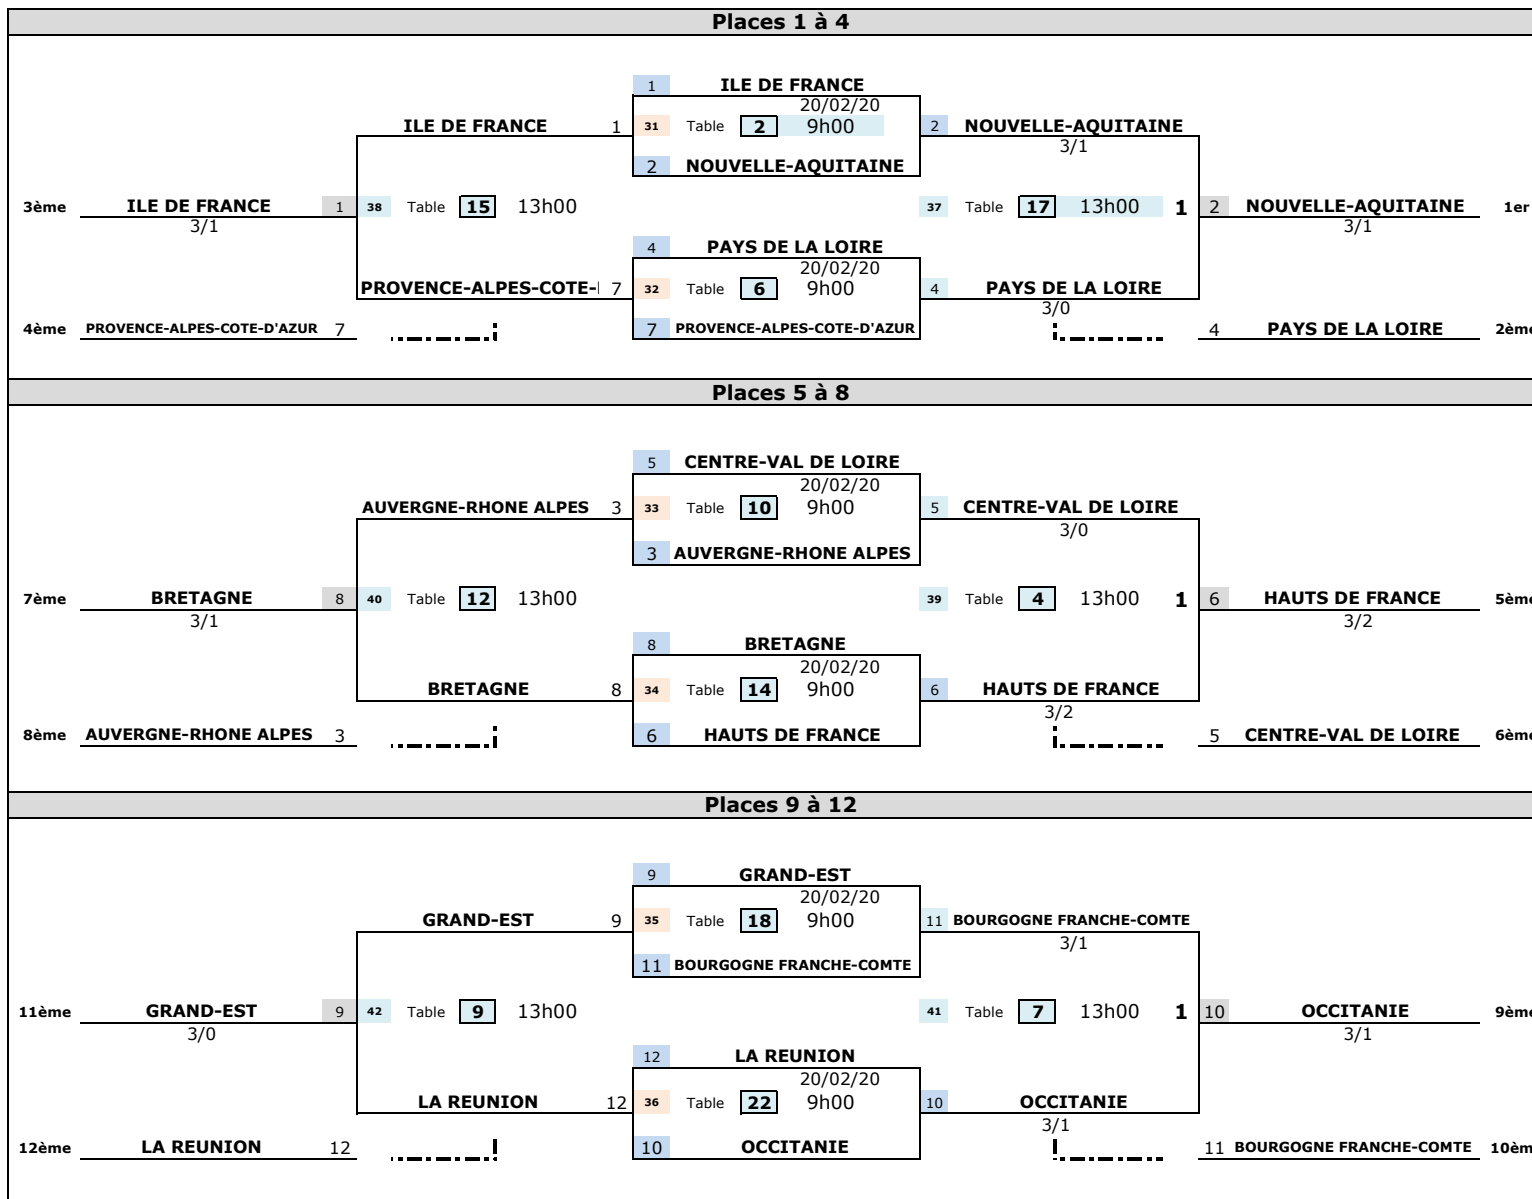 Places 1 à 4
1 ILE DE FRANCE
20/02/20
ILE DE FRANCE 1 31 Table 2 9h00 2 NOUVELLE-AQUITAINE
3/1
2 NOUVELLE-AQUITAINE
3ème ILE DE FRANCE 1 38 Table 15 13h00 37 Table 17 13h00 1 2 NOUVELLE-AQUITAINE 1er
3/1 3/1
4 PAYS DE LA LOIRE
20/02/20
PROVENCE-ALPES-COTE- 7 32 Table 6 9h00 4 PAYS DE LA LOIRE
3/0
4ème PROVENCE-ALPES-COTE-D'AZUR 7 7 PROVENCE-ALPES-COTE-D'AZUR 4 PAYS DE LA LOIRE 2ème
Places 5 à 8
5 CENTRE-VAL DE LOIRE
20/02/20
AUVERGNE-RHONE ALPES 3 33 Table 10 9h00 5 CENTRE-VAL DE LOIRE
3/0
3 AUVERGNE-RHONE ALPES
7ème BRETAGNE 8 40 Table 12 13h00 39 Table 4 13h00 1 6 HAUTS DE FRANCE 5ème
3/1 3/2
8 BRETAGNE
20/02/20
BRETAGNE 8 34 Table 14 9h00 6 HAUTS DE FRANCE
3/2
8ème AUVERGNE-RHONE ALPES 3 6 HAUTS DE FRANCE 5 CENTRE-VAL DE LOIRE 6ème
Places 9 à 12
9 GRAND-EST
20/02/20
GRAND-EST 9 35 Table 18 9h00 11 BOURGOGNE FRANCHE-COMTE
3/1
11 BOURGOGNE FRANCHE-COMTE
11ème GRAND-EST 9 42 Table 9 13h00 41 Table 7 13h00 1 10 OCCITANIE 9ème
3/0 3/1
12 LA REUNION
20/02/20
LA REUNION 12 36 Table 22 9h00 10 OCCITANIE
3/1
12ème LA REUNION 12 10 OCCITANIE 11 BOURGOGNE FRANCHE-COMTE 10èm